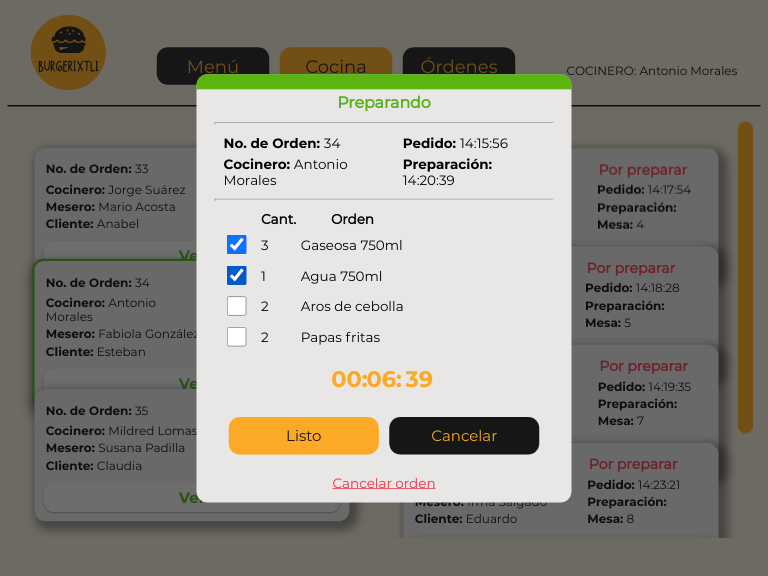 BURGERIXTLI
Menú
Cocina
Órdenes
COCINERO: Antonio Morales
Preparando
No. de Orden: 34
Pedido: 14:15:56
Cocinero: Antonio Morales
Preparación: 14:20:39
Cant. Orden
3 Gaseosa 750ml
1 Agua 750ml
2 Aros de cebolla
2 Papas fritas
00:06:39
Listo
Cancelar
Cancelar orden
No. de Orden: 33
Cocinero: Jorge Suárez
Mesero: Mario Acosta
Cliente: Anabel
Ve
No. de Orden: 34
Cocinero: Antonio
Morales
Mesero: Fabiola González
Cliente: Esteban
Ve
No. de Orden: 35
Cocinero: Mildred Lomas
Mesero: Susana Padilla
Cliente: Claudia
Ve
Por preparar
Pedido: 14:17:54
Preparación:
Mesa: 4
Por preparar
Pedido: 14:18:28
Preparación:
Mesa: 5
Por preparar
Pedido: 14:19:35
Preparación:
Mesa: 7
Por preparar
Pedido: 14:23:21
Mesero: Irma Salgado
Preparación:
Cliente: Eduardo
Mesa: 8